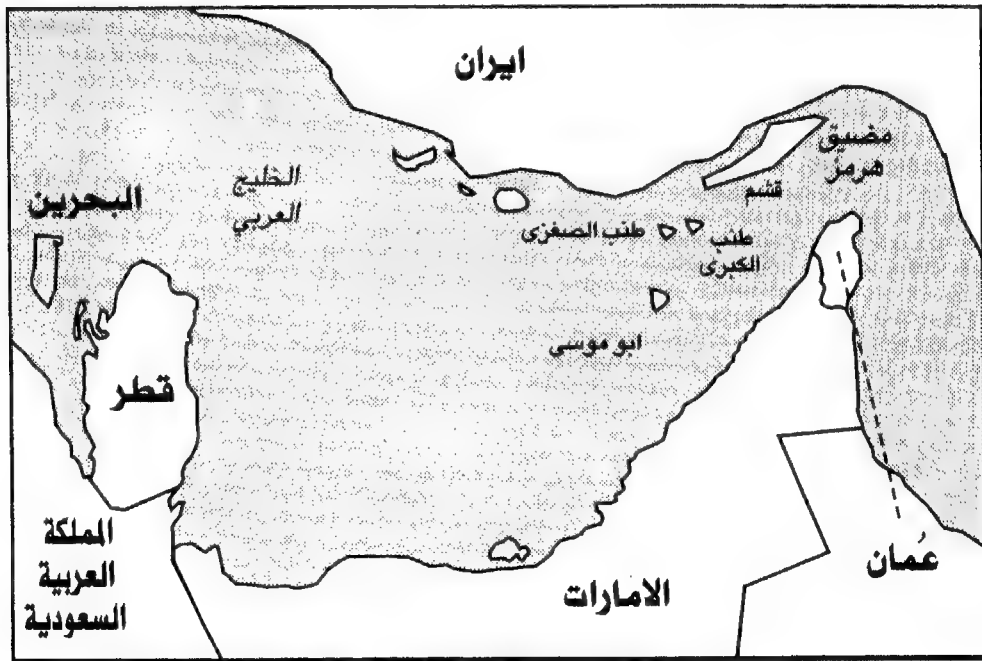 ايران
مضيق
هرمز
قشم
الخليج
العربي
البحرين
طنب الصغرى
طنب
الكبرى
ابو موسى
قطر
المملكة
العربية
السعودية
الامارات
عُمان